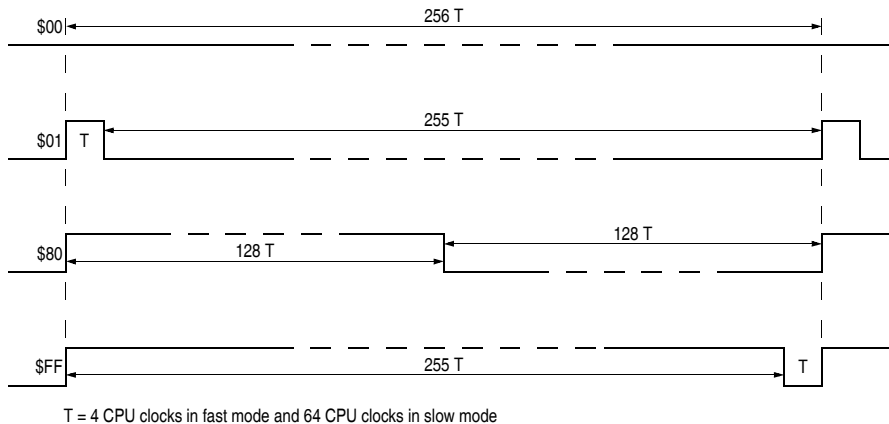 256 T
$00
255 T
$01 T
128 T
$80 128 T
255 T
$FF T
T = 4 CPU clocks in fast mode and 64 CPU clocks in slow mode